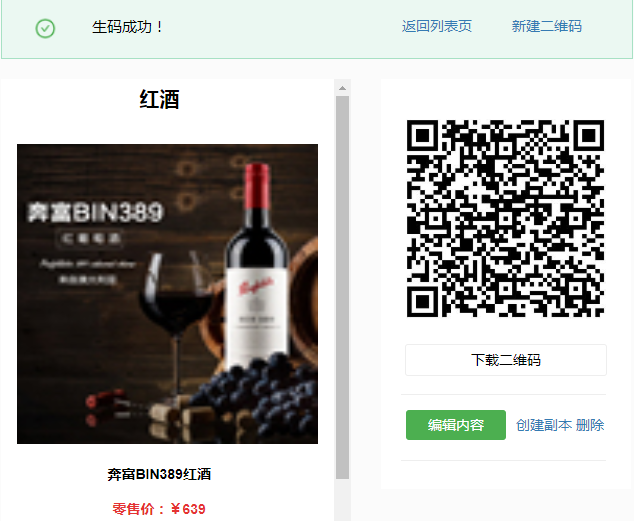 生码成功！
返回列表页
新建二维码
红酒
奔富BIN389
红葡萄酒
Penfolds
BIN 389
奔富BIN389红酒
零售价：￥639
下载二维码
编辑内容
创建副本 删除